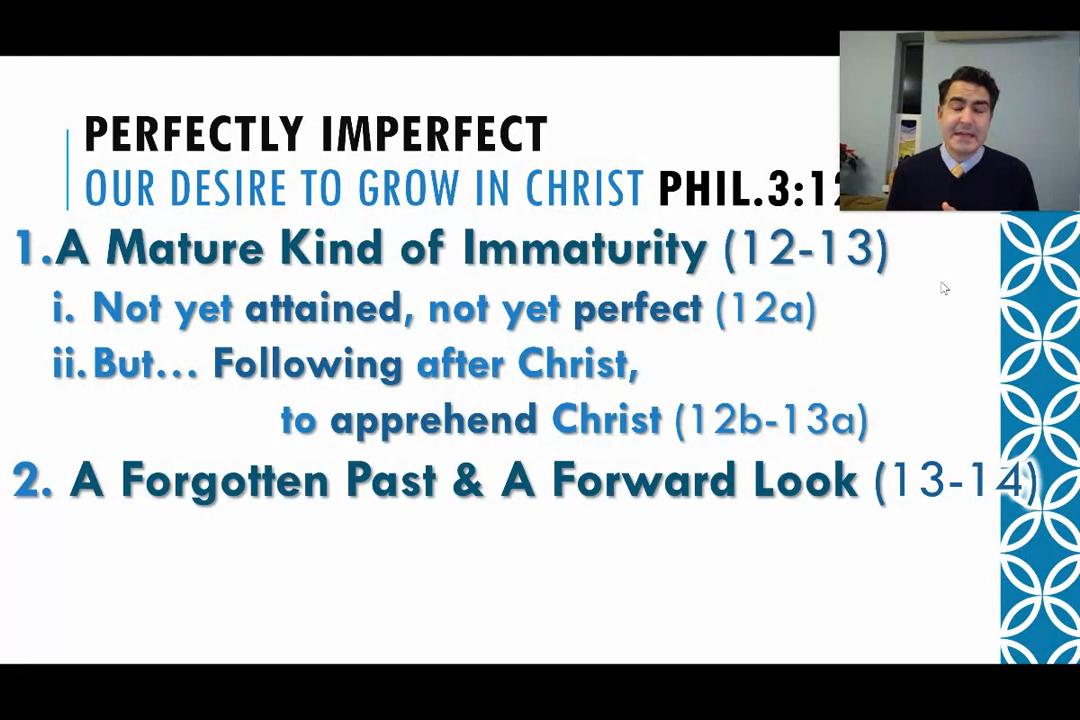 PERFECTLY IMPERFECT
OUR DESIRE TO GROW IN CHRIST PHIL.3:12
1.A Mature Kind of Immaturity (12-13)
i. Not yet attained, not yet perfect (12a)
ii. But... Following after Christ,
to apprehend Christ (12b-13a)
2. A Forgotten Past & A Forward Look (13-14)